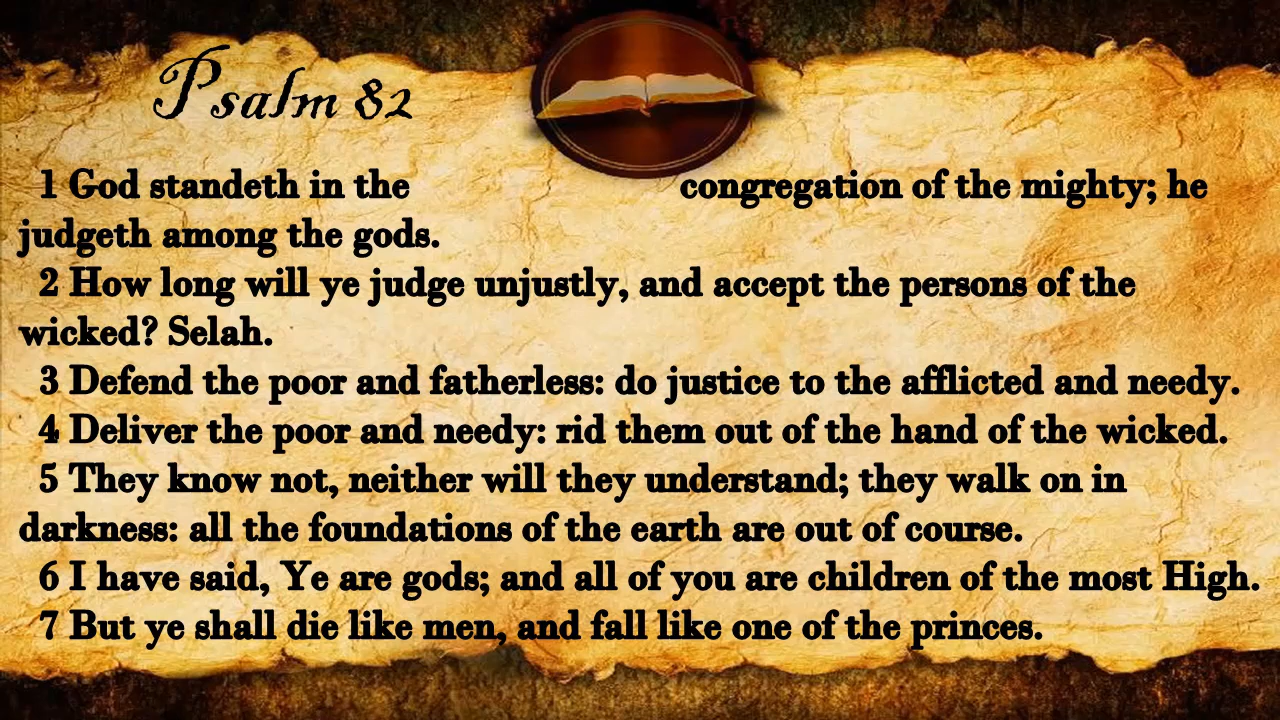 Psalm 82
1 God standeth in the congregation of the mighty; he
judgeth among the gods.
2 How long will ye judge unjustly, and accept the persons of the
wicked? Selah.
3 Defend the poor and fatherless: do justice to the afflicted and needy.
4 Deliver the poor and needy: rid them out of the hand of the wicked.
5 They know not, neither will they understand; they walk on in
darkness: all the foundations of the earth are out of course.
6 I have said, Ye are gods; and all of you are children of the most High.
7 But ye shall die like men, and fall like one of the princes.